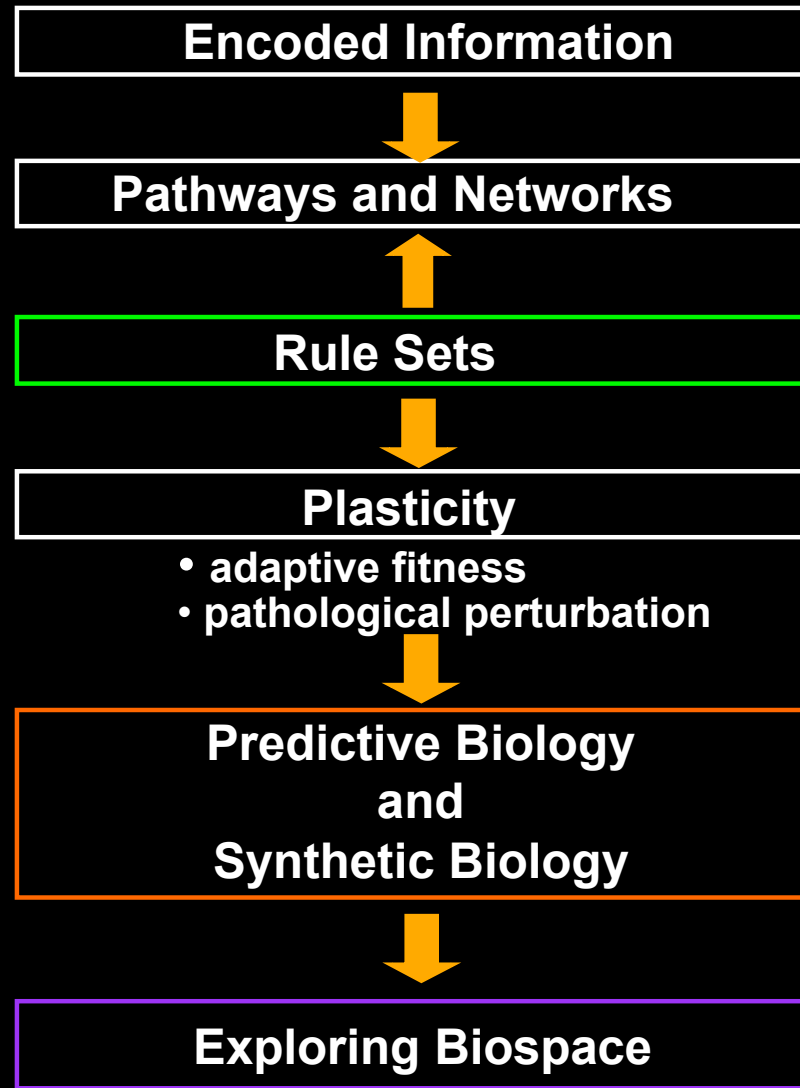 Encoded Information
Pathways and Networks
Rule Sets
Plasticity
• adaptive fitness
• pathological perturbation
Predictive Biology
and
Synthetic Biology
Exploring Biospace